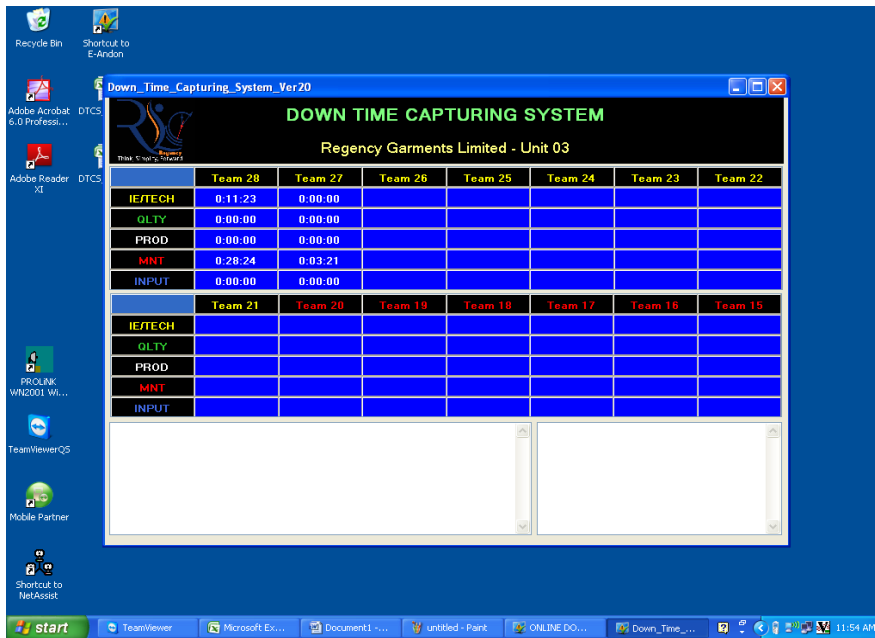 Recycle Bin
Shortcut to
E-Andon
Adobe Acrobat
6.0 Professi...
DTCS
Adobe Reader
XI
DTCS
PROLiNK
WN2001 Wi...
TeamViewerQS
Mobile Partner
Shortcut to
NetAssist
Down_Time_Capturing_System_Ver20
Regency
Think Simply, Forward
DOWN TIME CAPTURING SYSTEM
Regency Garments Limited - Unit 03
Team 28 Team 27 Team 26 Team 25 Team 24 Team 23 Team 22
IE/TECH 0:11:23 0:00:00
QLTY 0:00:00 0:00:00
PROD 0:00:00 0:00:00
MNT 0:28:24 0:03:21
INPUT 0:00:00 0:00:00
Team 21 Team 20 Team 19 Team 18 Team 17 Team 16 Team 15
IE/TECH
QLTY
PROD
MNT
INPUT
start TeamViewer Microsoft Ex... Document1 -... untitled - Paint ONLINE DO... Down_Time_... 11:54 AM